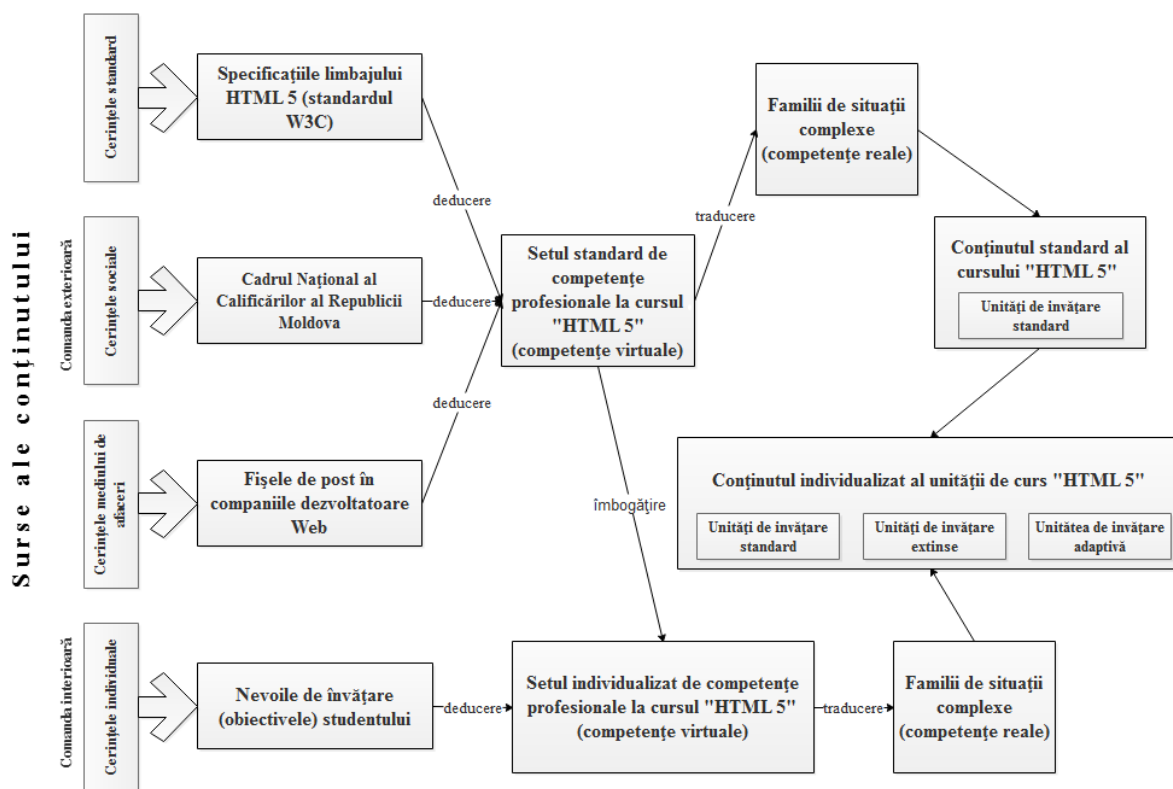 Surse ale conținutului
Cerințele standard
Specificațiile limbajului
HTML 5 (standardul
W3C)
deducere
Comanda exterioară
Cerințele sociale
Cadrul Național al
Calificărilor al Republicii
Moldova
deducere
Cerințele mediului de
afaceri
Fișele de post în
companiile dezvoltatoare
Web
deducere
Setul standard de
competențe
profesionale la cursul
"HTML 5"
(competențe virtuale)
traducere
Familii de situații
complexe
(competențe reale)
Conținutul standard al
cursului "HTML 5"
Unități de invățare
standard
Conținutul individualizat al unității de curs "HTML 5"
Unități de invățare
standard
Unități de invățare
extinse
Unitătea de invățare
adaptivă
îmbogățire
Comanda interioară
Cerințele individuale
Nevoile de învățare
(obiectivele) studentului
deducere
Setul individualizat de competențe
profesionale la cursul "HTML 5"
(competențe virtuale)
traducere
Familii de situații
complexe
(competențe reale)